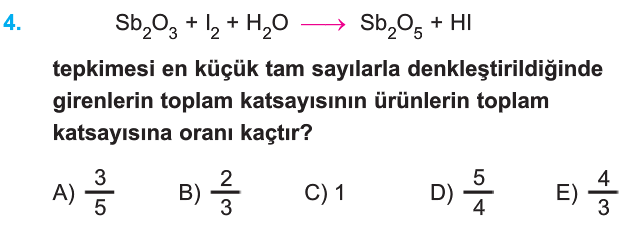 4. Sb₂O₃ + I₂ + H₂O ⟶ Sb₂O₅ + HI
tepkimesi en küçük tam sayılarla denkleştirildiğinde
girenlerin toplam katsayısının ürünlerin toplam
katsayısına oranı kaçtır?
A) 3/5 B) 2/3 C) 1 D) 5/4 E) 4/3